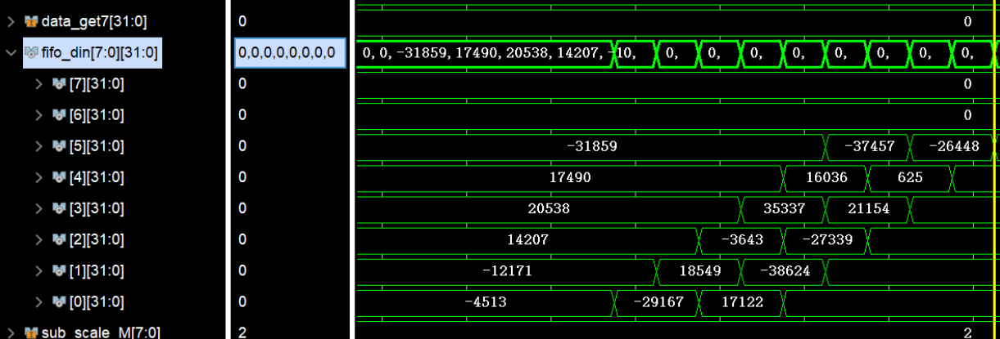 data_get7[31:0] 0 0
fifo_din[7:0][31:0] 0,0,0,0,0,0,0,0 0, 0, -31859, 17490, 20538, 14207, -10, 0, 0, 0, 0, 0, 0, 0, 0,
[7][31:0] 0 0
[6][31:0] 0 0
[5][31:0] 0 -31859 -37457 -26448
[4][31:0] 0 17490 16036 625
[3][31:0] 0 20538 35337 21154
[2][31:0] 0 14207 -3643 -27339
[1][31:0] 0 -12171 18549 -38624
[0][31:0] 0 -4513 -29167 17122
sub_scale_M[7:0] 2 2